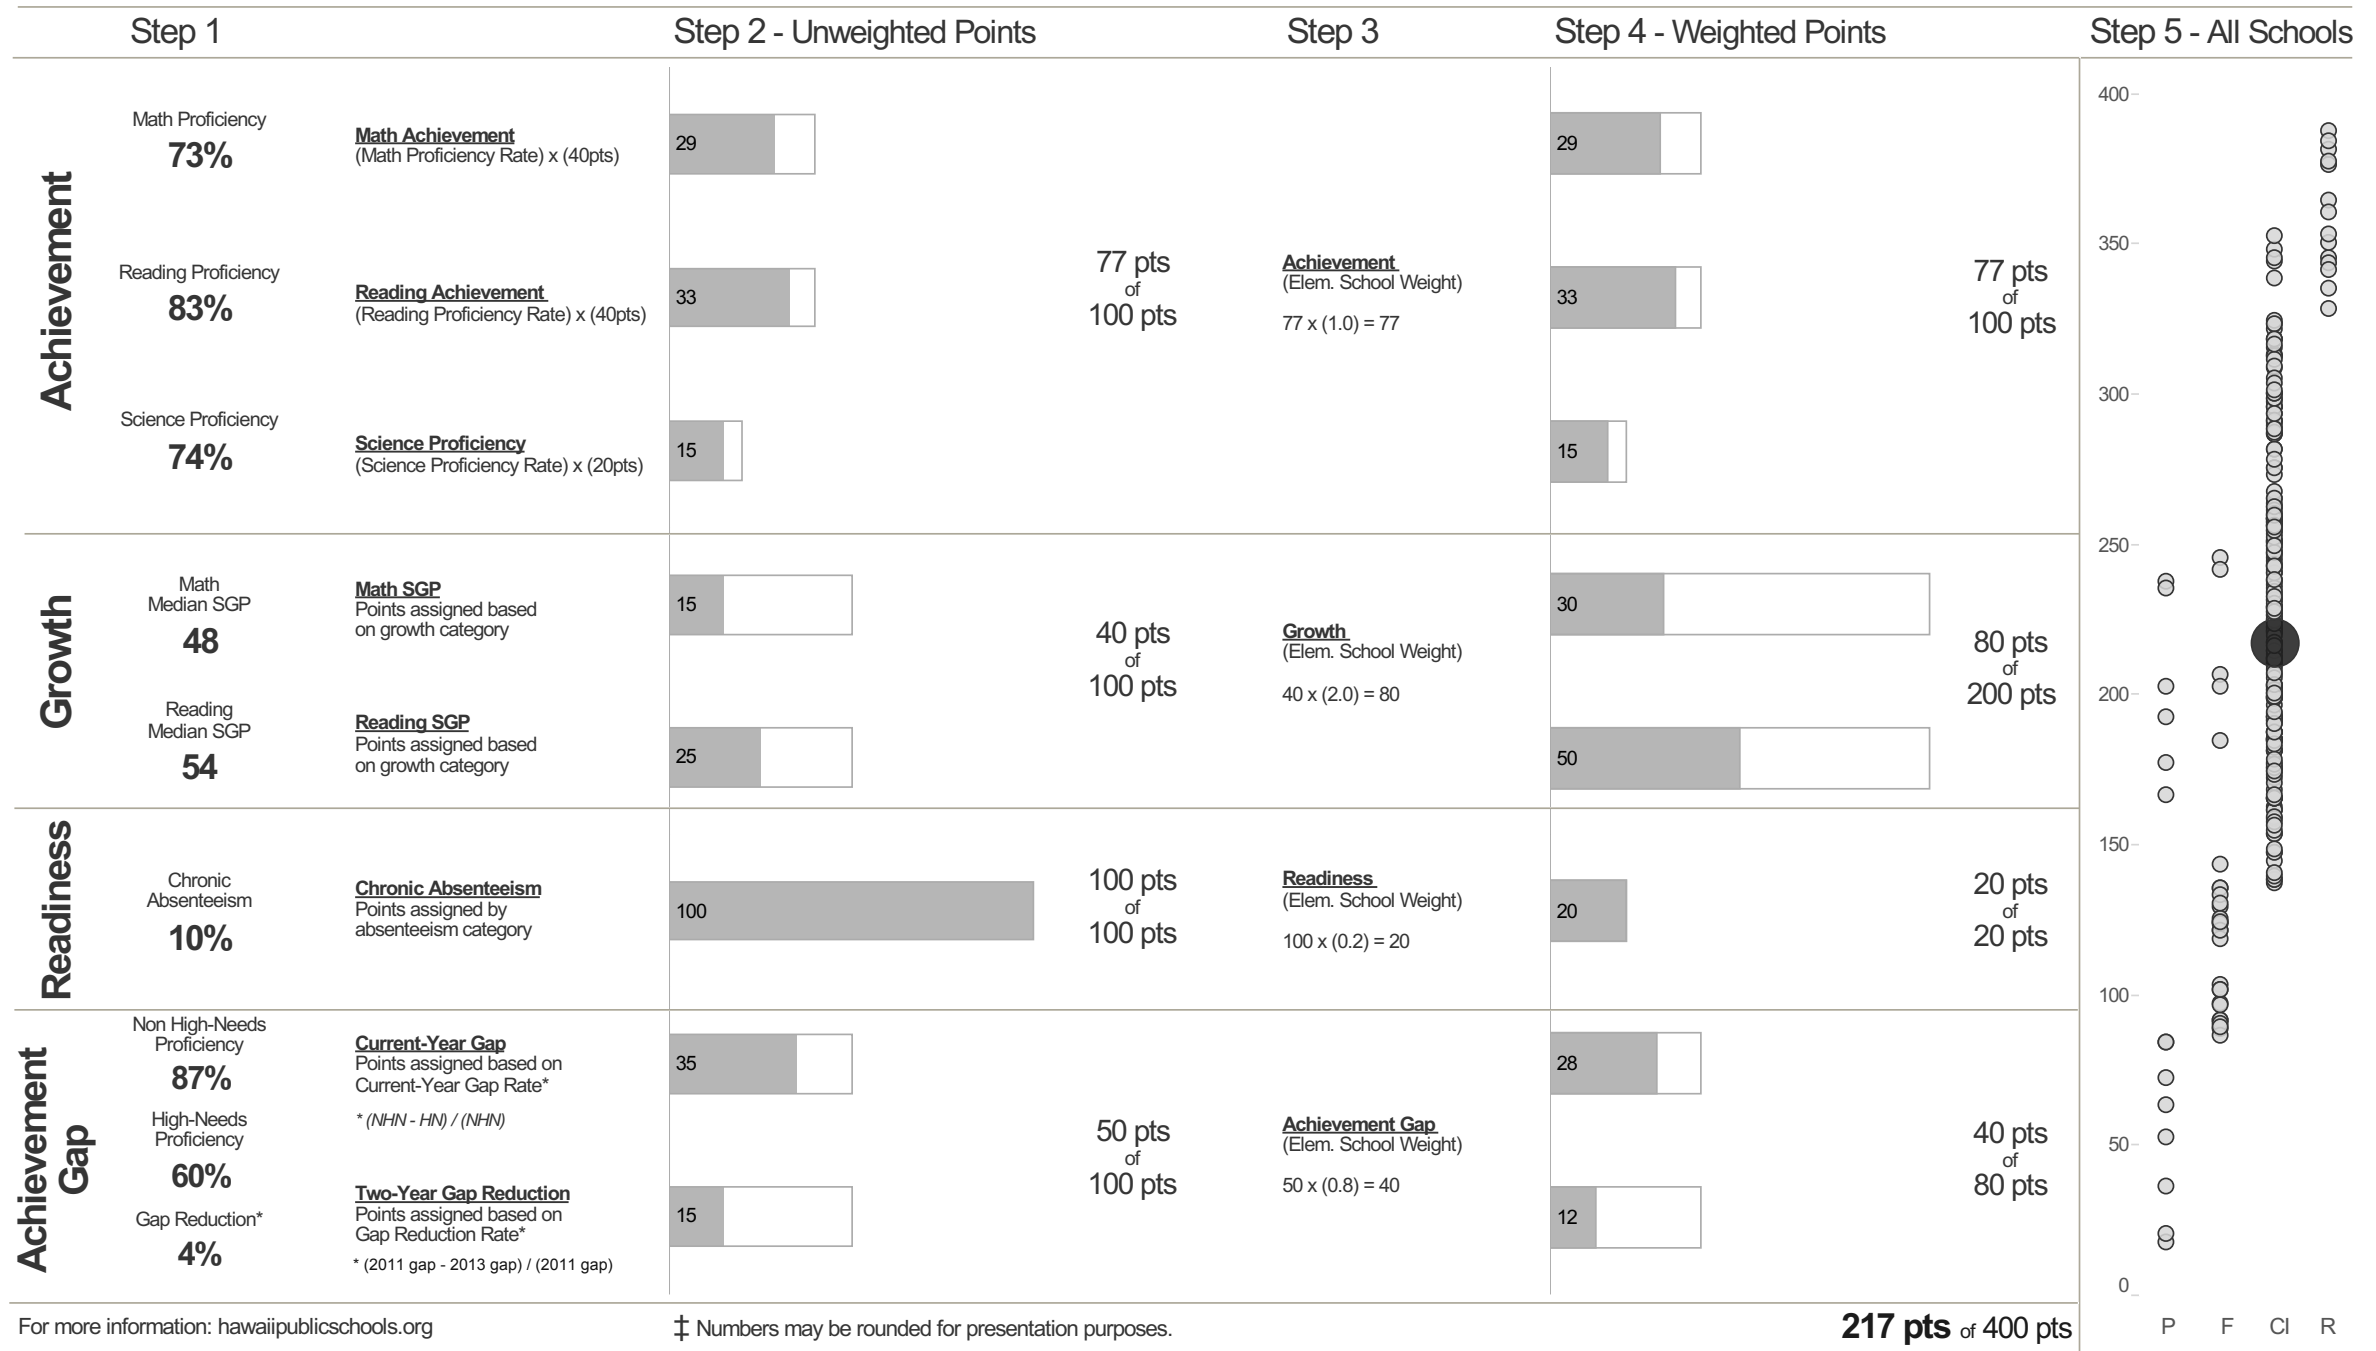 Step 1
Step 2 - Unweighted Points
Step 3
Step 4 - Weighted Points
Step 5 - All Schools
Achievement
Math Proficiency
73%
Math Achievement
(Math Proficiency Rate) x (40pts)
29
29
Reading Proficiency
83%
Reading Achievement
(Reading Proficiency Rate) x (40pts)
33
77 pts
of
100 pts
Achievement
(Elem. School Weight)
77 x (1.0) = 77
33
77 pts
of
100 pts
Science Proficiency
74%
Science Proficiency
(Science Proficiency Rate) x (20pts)
15
15
Growth
Math
Median SGP
48
Math SGP
Points assigned based
on growth category
15
40 pts
of
100 pts
Growth
(Elem. School Weight)
40 x (2.0) = 80
30
80 pts
of
200 pts
Reading
Median SGP
54
Reading SGP
Points assigned based
on growth category
25
50
Readiness
Chronic
Absenteeism
10%
Chronic Absenteeism
Points assigned by
absenteeism category
100
100 pts
of
100 pts
Readiness
(Elem. School Weight)
100 x (0.2) = 20
20
20 pts
of
20 pts
Achievement
Gap
Non High-Needs
Proficiency
87%
High-Needs
Proficiency
60%
Gap Reduction*
4%
Current-Year Gap
Points assigned based on
Current-Year Gap Rate*
* (NHN - HN) / (NHN)
Two-Year Gap Reduction
Points assigned based on
Gap Reduction Rate*
* (2011 gap - 2013 gap) / (2011 gap)
35
15
50 pts
of
100 pts
Achievement Gap
(Elem. School Weight)
50 x (0.8) = 40
28
12
40 pts
of
80 pts
400
350
300
250
200
150
100
50
0
P F CI R
For more information: hawaiipublicschools.org
‡ Numbers may be rounded for presentation purposes.
217 pts of 400 pts